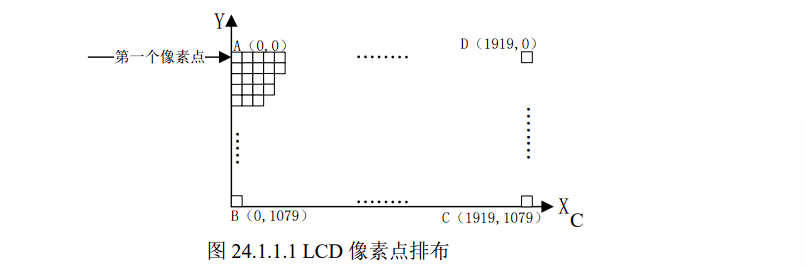 Y
A（0,0）
D（1919,0）
第一个像素点
B（0,1079）
C（1919,1079）
X
C
图 24.1.1.1 LCD 像素点排布